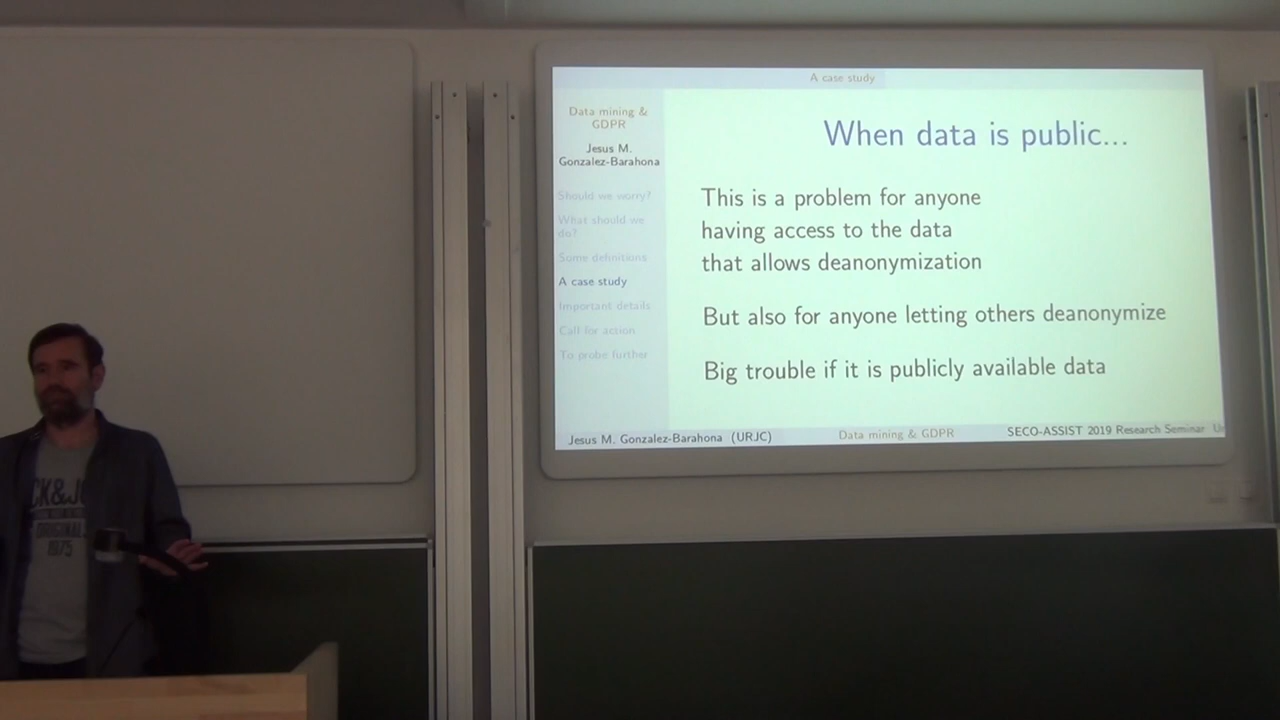 A case study
Data mining &
GDPR
Jesus M.
Gonzalez-Barahona
Should we worry?
What should we
do?
Some definitions
A case study
Important details
Call for action
To probe further
When data is public...
This is a problem for anyone
having access to the data
that allows deanonymization
But also for anyone letting others deanonymize
Big trouble if it is publicly available data
Jesus M. Gonzalez-Barahona (URJC)
Data mining & GDPR
SECO-ASSIST 2019 Research Seminar
CK&J
ORIGINAL
1975